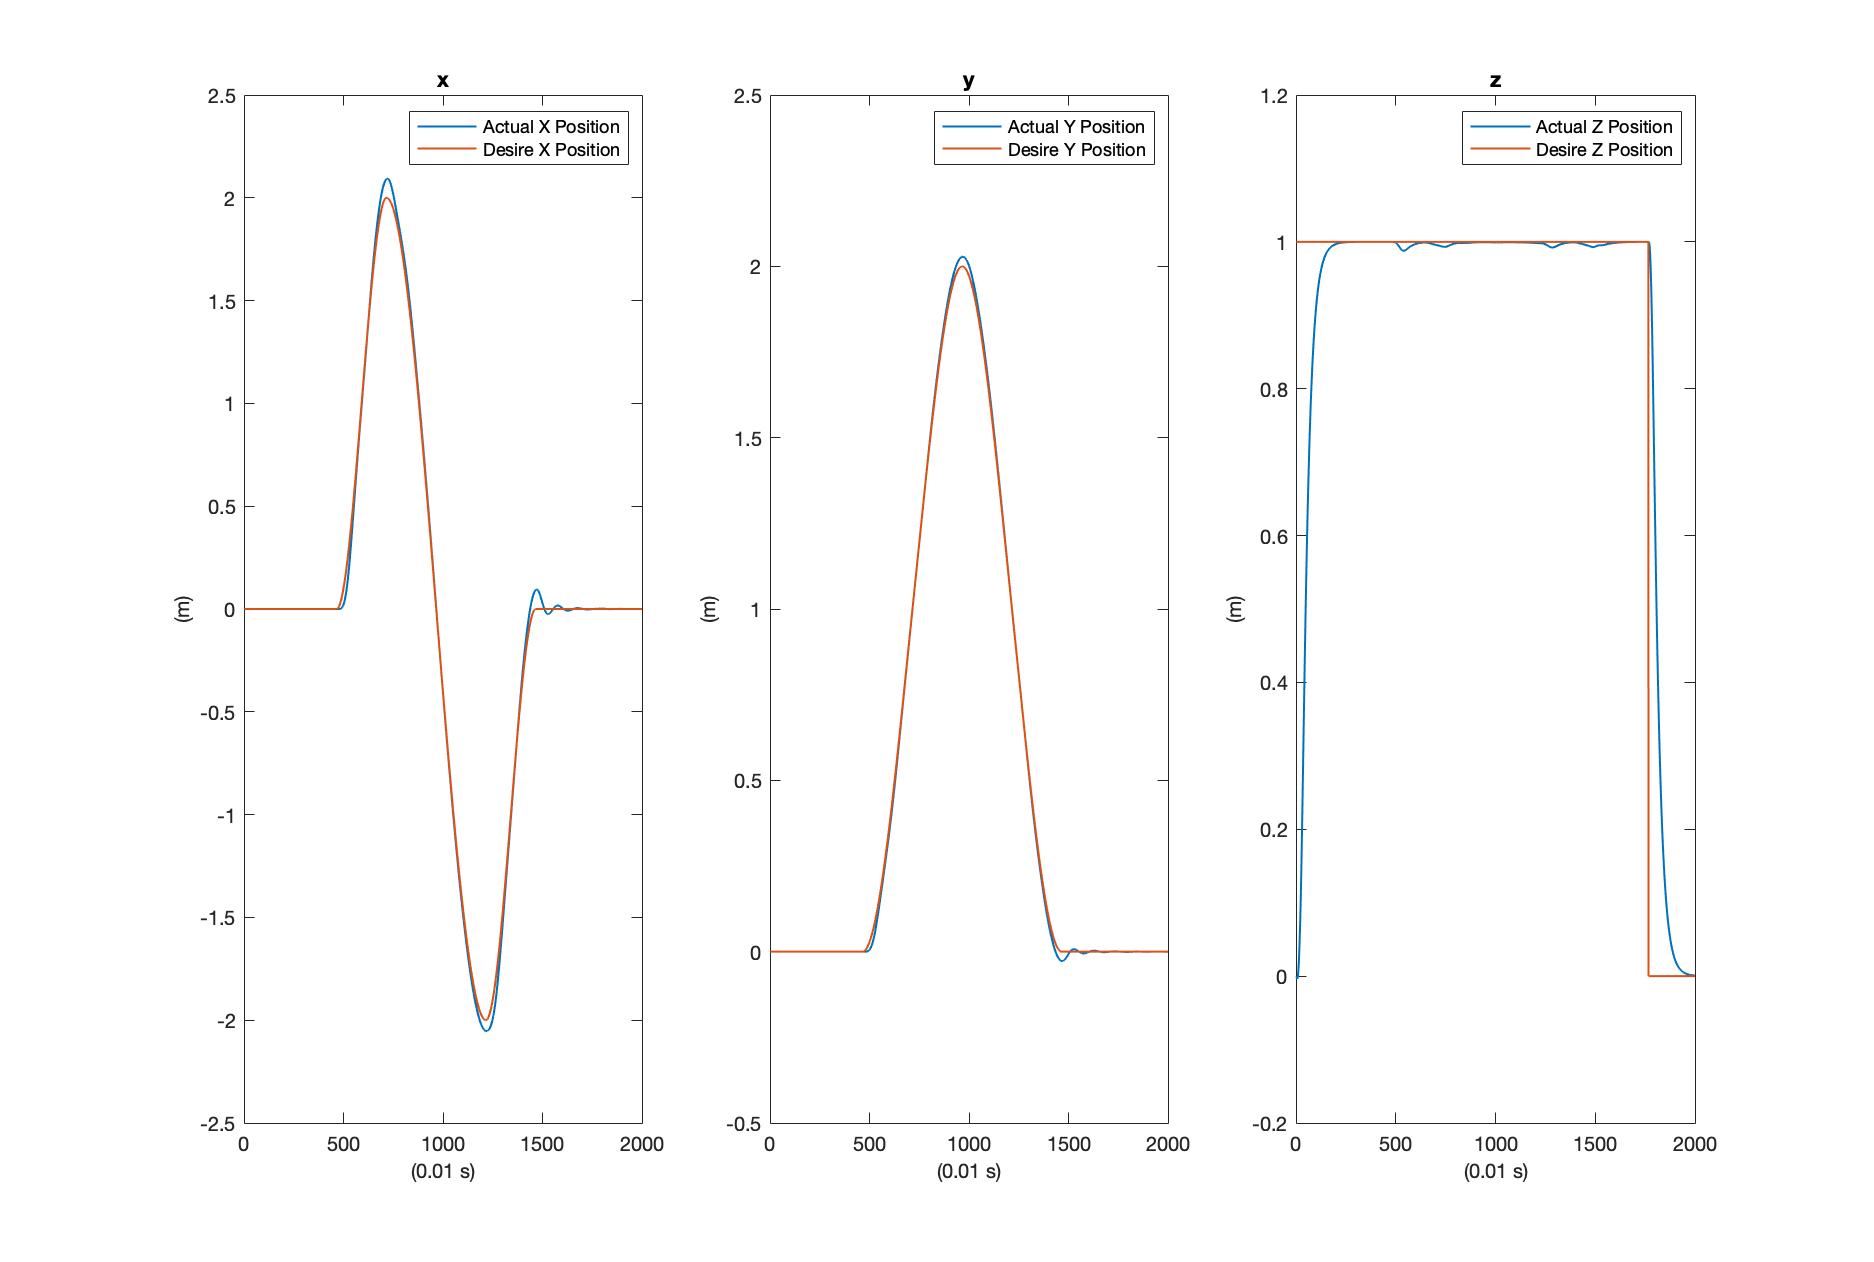 x
Actual X Position
Desire X Position
2.5
2
1.5
1
0.5
0
-0.5
-1
-1.5
-2
-2.5
(m)
0 500 1000 1500 2000
(0.01 s)
y
Actual Y Position
Desire Y Position
2.5
2
1.5
1
0.5
0
-0.5
(m)
0 500 1000 1500 2000
(0.01 s)
z
Actual Z Position
Desire Z Position
1.2
1
0.8
0.6
0.4
0.2
0
-0.2
(m)
0 500 1000 1500 2000
(0.01 s)